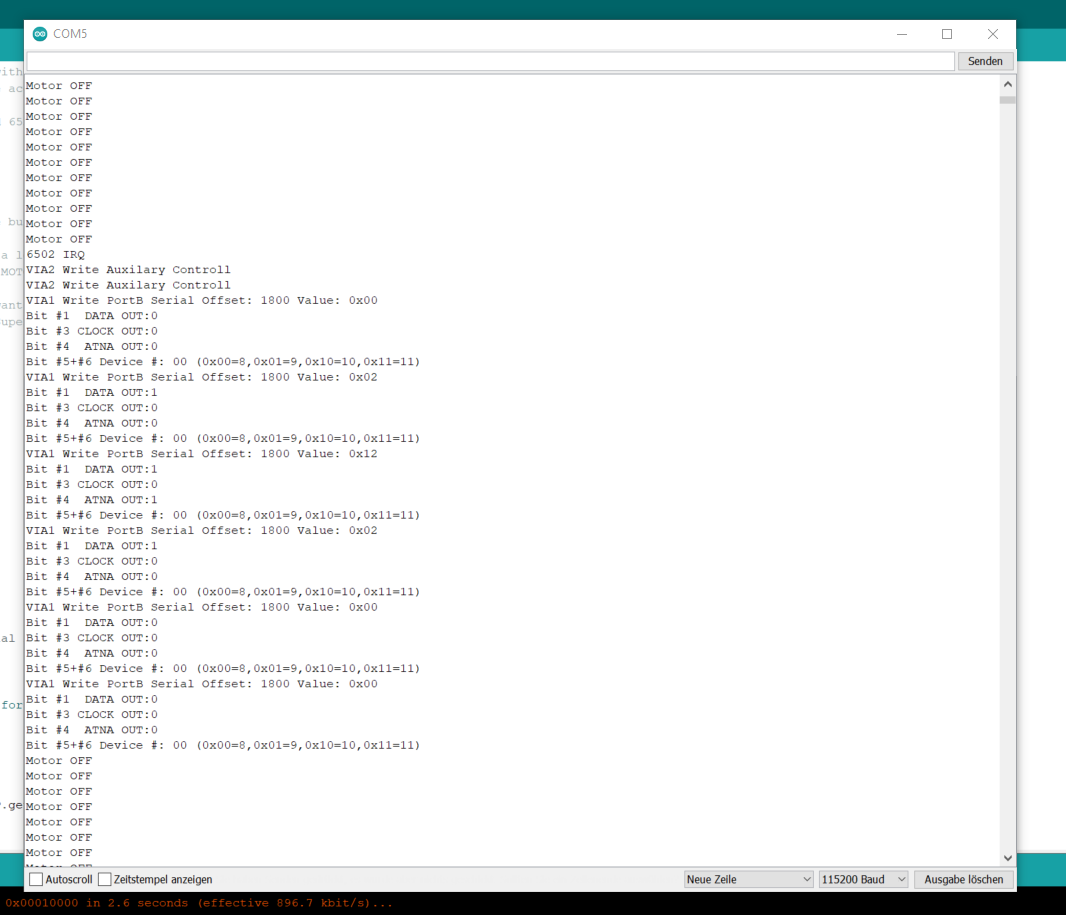 COM5
Senden
Motor OFF
Motor OFF
Motor OFF
Motor OFF
Motor OFF
Motor OFF
Motor OFF
Motor OFF
Motor OFF
Motor OFF
Motor OFF
6502 IRQ
VIA2 Write Auxilary Controll
VIA2 Write Auxilary Controll
VIA1 Write PortB Serial Offset: 1800 Value: 0x00
Bit #1  DATA OUT:0
Bit #3 CLOCK OUT:0
Bit #4  ATNA OUT:0
Bit #5+#6 Device #: 00 (0x00=8,0x01=9,0x10=10,0x11=11)
VIA1 Write PortB Serial Offset: 1800 Value: 0x02
Bit #1  DATA OUT:1
Bit #3 CLOCK OUT:0
Bit #4  ATNA OUT:0
Bit #5+#6 Device #: 00 (0x00=8,0x01=9,0x10=10,0x11=11)
VIA1 Write PortB Serial Offset: 1800 Value: 0x12
Bit #1  DATA OUT:1
Bit #3 CLOCK OUT:0
Bit #4  ATNA OUT:1
Bit #5+#6 Device #: 00 (0x00=8,0x01=9,0x10=10,0x11=11)
VIA1 Write PortB Serial Offset: 1800 Value: 0x02
Bit #1  DATA OUT:1
Bit #3 CLOCK OUT:0
Bit #4  ATNA OUT:0
Bit #5+#6 Device #: 00 (0x00=8,0x01=9,0x10=10,0x11=11)
VIA1 Write PortB Serial Offset: 1800 Value: 0x00
Bit #1  DATA OUT:0
Bit #3 CLOCK OUT:0
Bit #4  ATNA OUT:0
Bit #5+#6 Device #: 00 (0x00=8,0x01=9,0x10=10,0x11=11)
VIA1 Write PortB Serial Offset: 1800 Value: 0x00
Bit #1  DATA OUT:0
Bit #3 CLOCK OUT:0
Bit #4  ATNA OUT:0
Bit #5+#6 Device #: 00 (0x00=8,0x01=9,0x10=10,0x11=11)
Motor OFF
Motor OFF
Motor OFF
Motor OFF
Motor OFF
Motor OFF
Motor OFF
Autoscroll Zeitstempel anzeigen Neue Zeile 115200 Baud Ausgabe löschen
0x00010000 in 2.6 seconds (effective 896.7 kbit/s)...